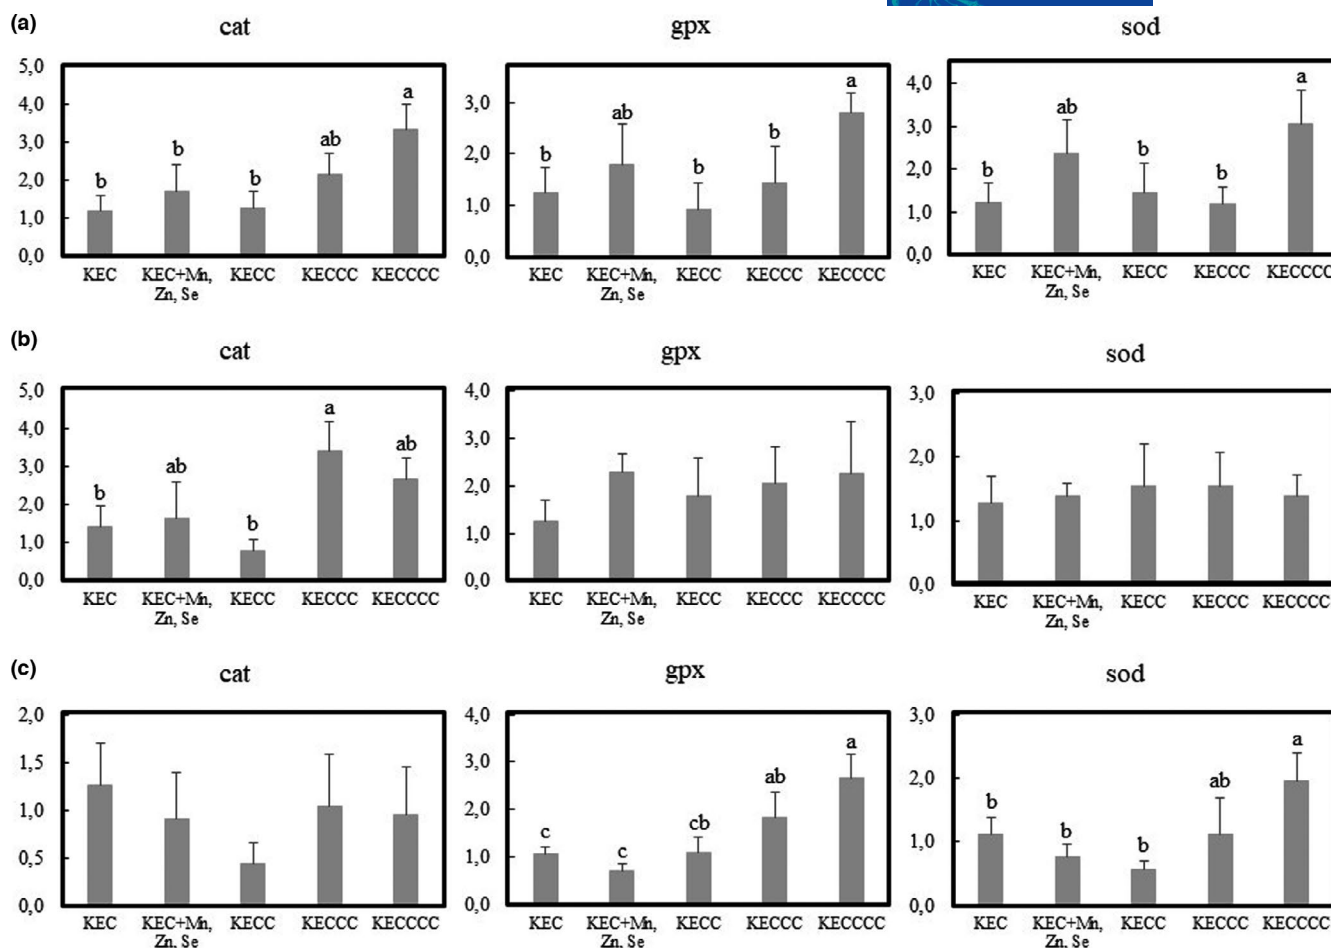 (a)
cat
gpx
sod
5,0
4,0
3,0
2,0
1,0
0,0
b
b
b
ab
a
KEC KEC+Mn, KECC KECCC KECCCC
Zn, Se
3,0
2,0
1,0
0,0
b
ab
b
b
a
KEC KEC+Mn, KECC KECCC KECCCC
Zn, Se
4,0
3,0
2,0
1,0
0,0
b
ab
b
b
a
KEC KEC+Mn, KECC KECCC KECCCC
Zn, Se
(b)
cat
gpx
sod
5,0
4,0
3,0
2,0
1,0
0,0
b
ab
b
a
ab
KEC KEC+Mn, KECC KECCC KECCCC
Zn, Se
4,0
3,0
2,0
1,0
0,0
KEC KEC+Mn, KECC KECCC KECCCC
Zn, Se
3,0
2,0
1,0
0,0
KEC KEC+Mn, KECC KECCC KECCCC
Zn, Se
(c)
cat
gpx
sod
2,0
1,5
1,0
0,5
0,0
KEC KEC+Mn, KECC KECCC KECCCC
Zn, Se
4,0
3,0
2,0
1,0
0,0
c
c
cb
ab
a
KEC KEC+Mn, KECC KECCC KECCCC
Zn, Se
3,0
2,0
1,0
0,0
b
b
b
ab
a
KEC KEC+Mn, KECC KECCC KECCCC
Zn, Se